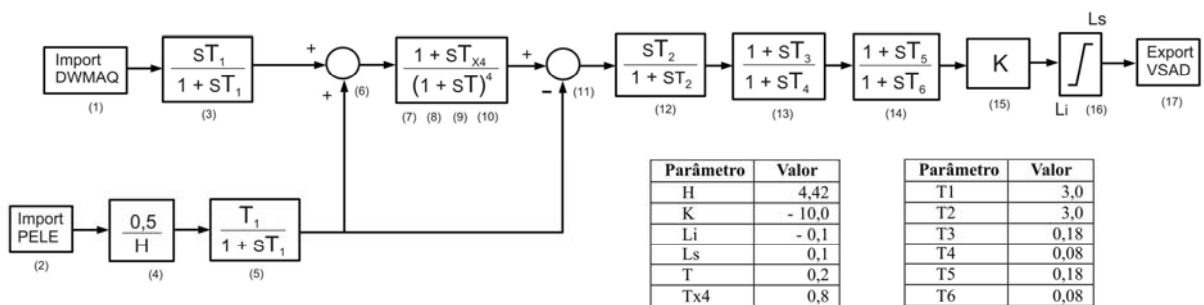 Import
DWMAQ
(1)
sT₁
1 + sT₁
(3)
+
+
(6)
1 + sTx₄
(1 + sT)⁴
(7) (8) (9) (10)
+
−
(11)
sT₂
1 + sT₂
(12)
1 + sT₃
1 + sT₄
(13)
1 + sT₅
1 + sT₆
(14)
K
(15)
Ls
Li
(16)
Export
VSAD
(17)
Import
PELE
(2)
0,5
H
(4)
T₁
1 + sT₁
(5)
Parâmetro Valor
H 4,42
K - 10,0
Li - 0,1
Ls 0,1
T 0,2
Tx4 0,8
Parâmetro Valor
T1 3,0
T2 3,0
T3 0,18
T4 0,08
T5 0,18
T6 0,08